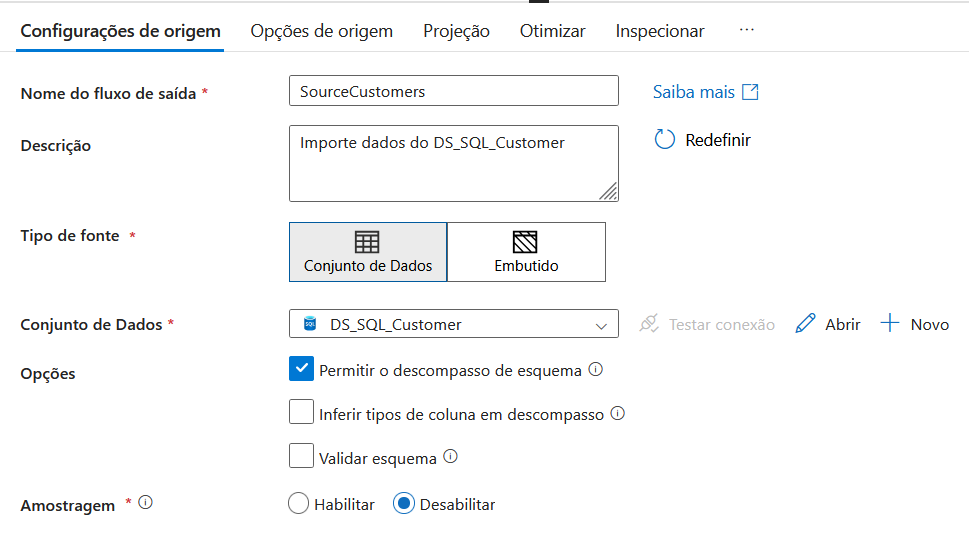 Configurações de origem Opções de origem Projeção Otimizar Inspecionar ...
Nome do fluxo de saída * SourceCustomers Saiba mais
Descrição Importe dados do DS_SQL_Customer Redefinir
Tipo de fonte * Conjunto de Dados Embutido
Conjunto de Dados * SQL DS_SQL_Customer Testar conexão Abrir Novo
Opções Permitir o descompasso de esquema
Inferir tipos de coluna em descompasso
Validar esquema
Amostragem * Habilitar Desabilitar